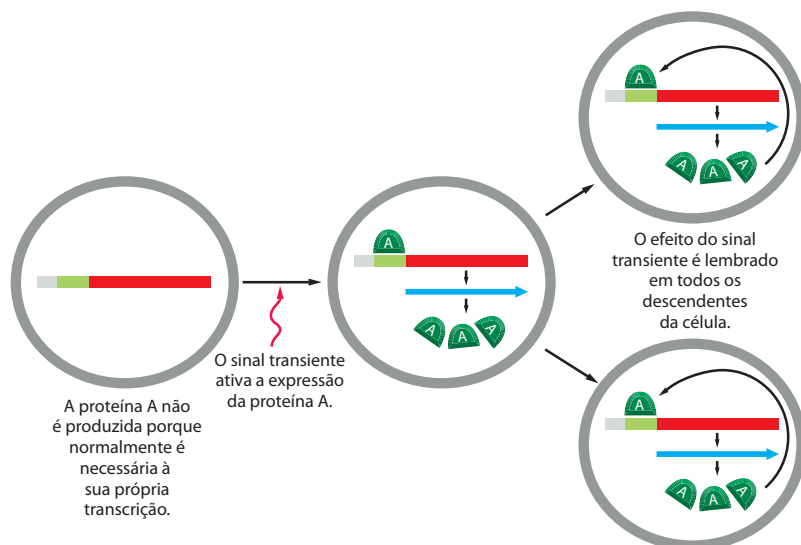 A proteína A não
é produzida porque
normalmente é
necessária à
sua própria
transcrição.
O sinal transiente
ativa a expressão
da proteína A.
A
A
A
A
A
A
A
A
O efeito do sinal
transiente é lembrado
em todos os
descendentes
da célula.
A
A
A
A